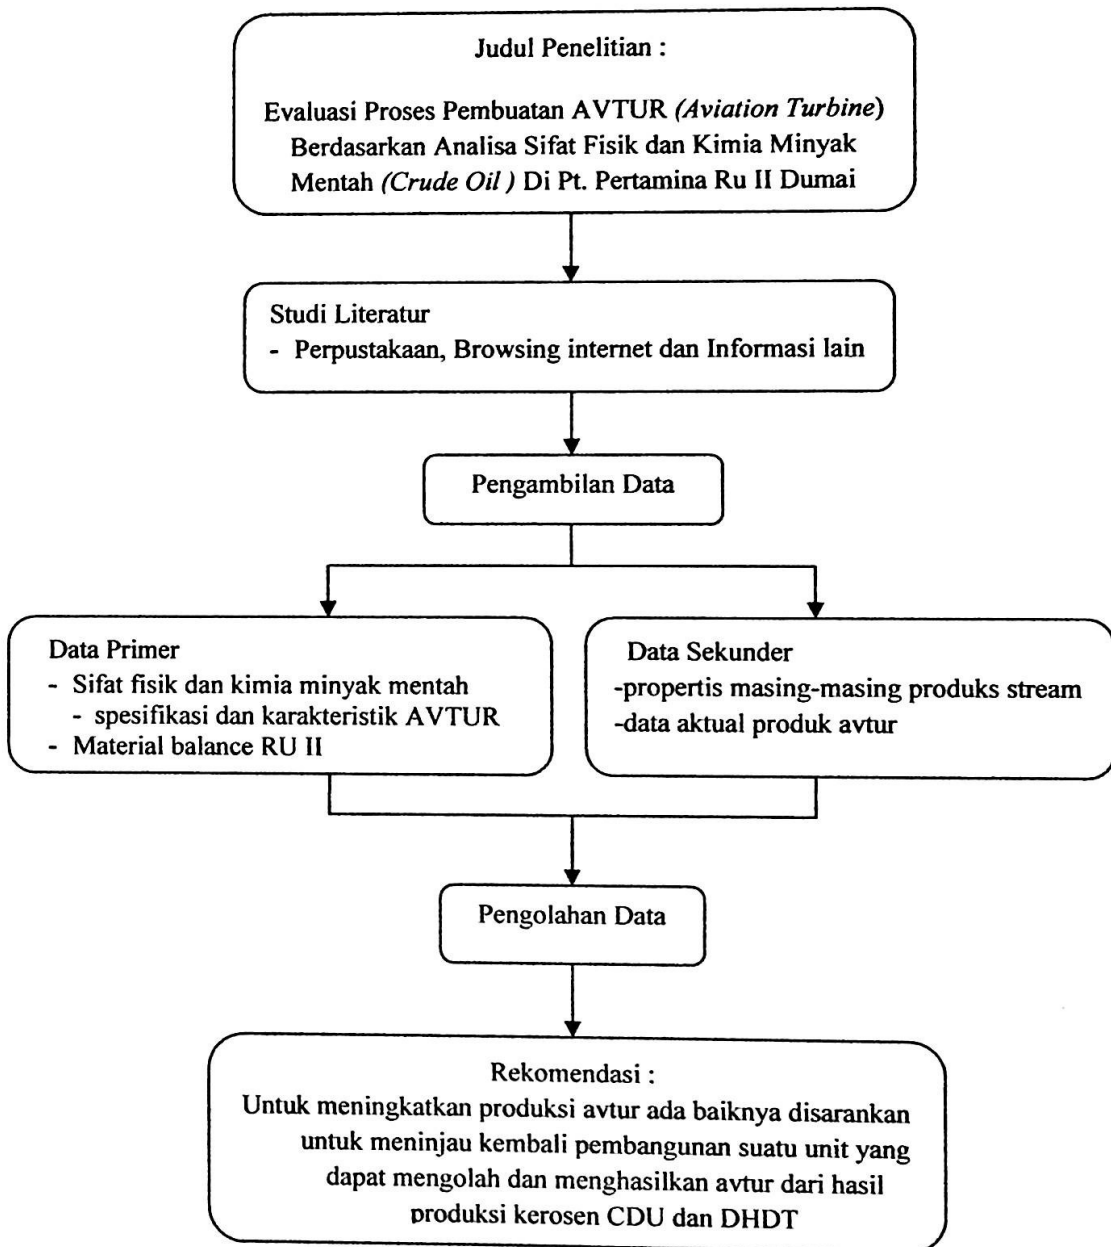 Judul Penelitian :
Evaluasi Proses Pembuatan AVTUR (Aviation Turbine)
Berdasarkan Analisa Sifat Fisik dan Kimia Minyak
Mentah (Crude Oil ) Di Pt. Pertamina Ru II Dumai
Studi Literatur
- Perpustakaan, Browsing internet dan Informasi lain
Pengambilan Data
Data Primer
- Sifat fisik dan kimia minyak mentah
- spesifikasi dan karakteristik AVTUR
- Material balance RU II
Data Sekunder
-propertis masing-masing produks stream
-data aktual produk avtur
Pengolahan Data
Rekomendasi :
Untuk meningkatkan produksi avtur ada baiknya disarankan
untuk meninjau kembali pembangunan suatu unit yang
dapat mengolah dan menghasilkan avtur dari hasil
produksi kerosen CDU dan DHDT